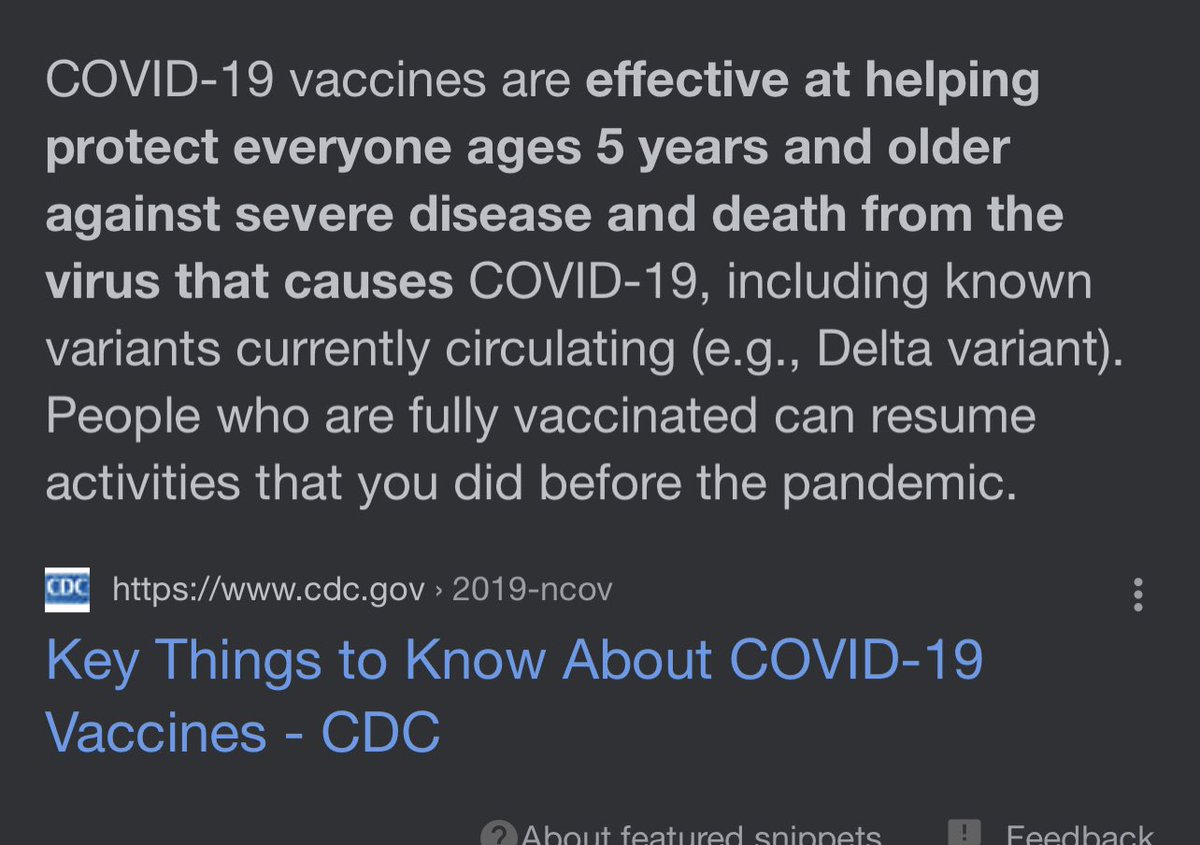 COVID-19 vaccines are effective at helping
protect everyone ages 5 years and older
against severe disease and death from the
virus that causes COVID-19, including known
variants currently circulating (e.g., Delta variant).
People who are fully vaccinated can resume
activities that you did before the pandemic.
CDC https://www.cdc.gov › 2019-ncov
Key Things to Know About COVID-19
Vaccines - CDC
? About featured snippets ! Feedback